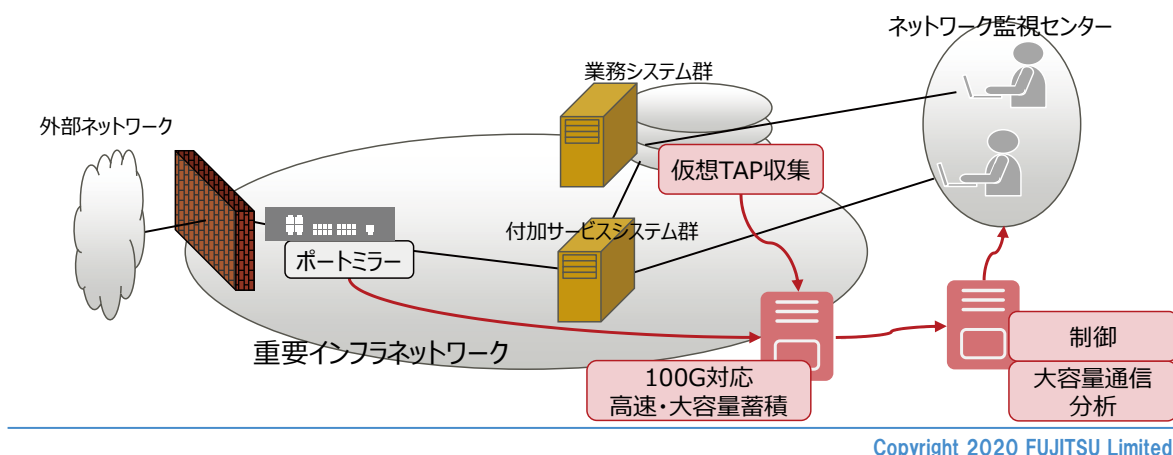 ネットワーク監視センター
業務システム群
外部ネットワーク
仮想TAP収集
付加サービスシステム群
ポートミラー
重要インフラネットワーク
100G対応
高速・大容量蓄積
制御
大容量通信
分析
Copyright 2020 FUJITSU Limited